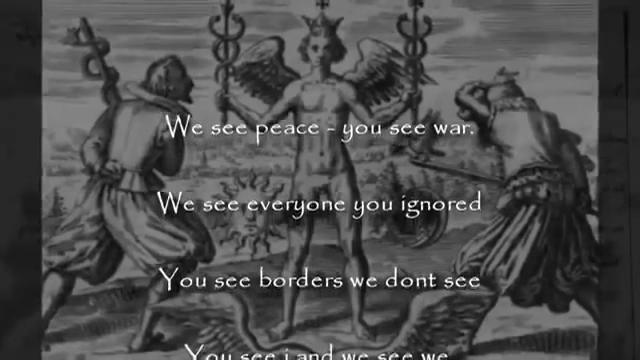 We see peace - you see war.
We see everyone you ignored
You see borders we dont see
You see i and we see we